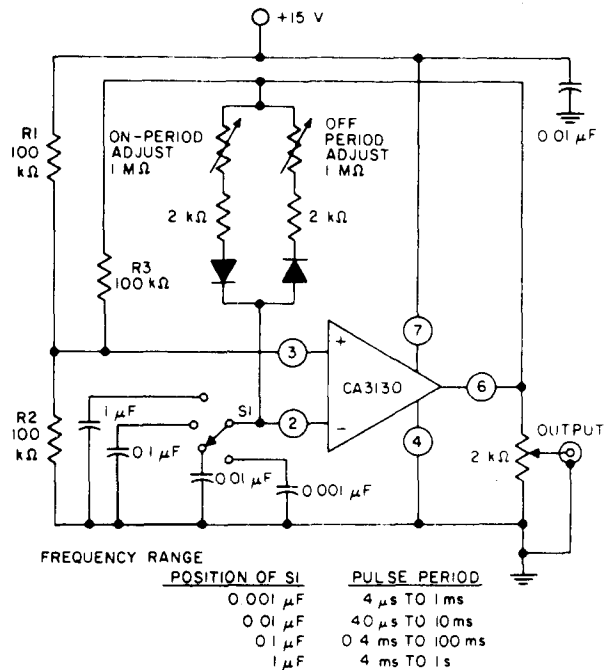 +15 V
0.01 µF
R1
100
kΩ
ON-PERIOD
ADJUST
1 MΩ
OFF
PERIOD
ADJUST
1 MΩ
2 kΩ
2 kΩ
R3
100 kΩ
3
+
7
CA3130
6
2
−
4
R2
100
kΩ
1 µF
S1
0.1 µF
0.01 µF
0.001 µF
2 kΩ
OUTPUT
FREQUENCY RANGE
POSITION OF S1 PULSE PERIOD
0.001 µF 4 µs TO 1 ms
0.01 µF 40 µs TO 10 ms
0.1 µF 0.4 ms TO 100 ms
1 µF 4 ms TO 1 s